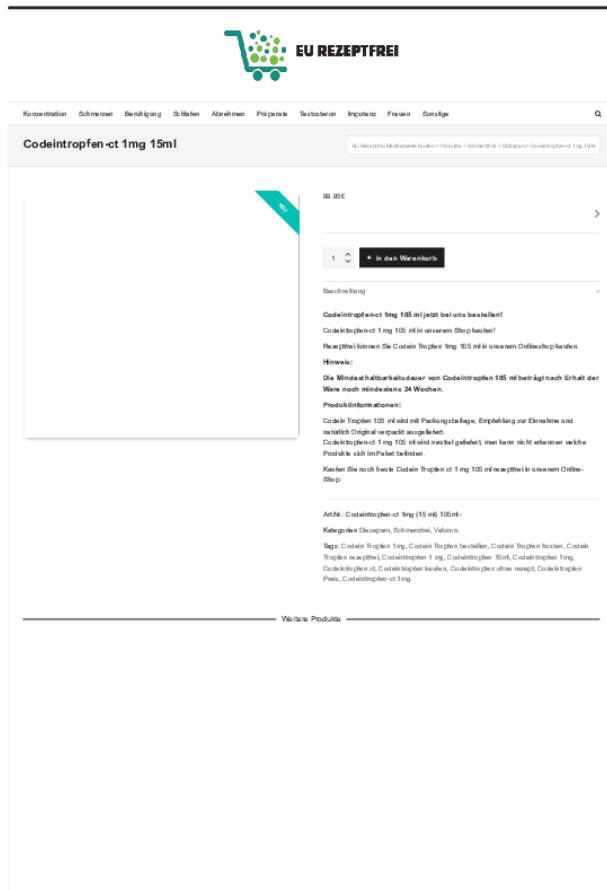 EU REZEPTFREI
Konzentration Schmerzen Beruhigung Schlafen Abnehmen Präparate Testosteron Impotenz Frauen Sonstige
Codeintropfen-ct 1mg 15ml
EU Rezeptfrei Medikamente kaufen > Produkte > Schmerzfrei > Diazepam > Codeintropfen-ct 1mg 15ml
NEU
99.95€
1 + In den Warenkorb
Beschreibung
Codeintropfen-ct 1mg 105 ml jetzt bei uns bestellen!
Codeintropfen-ct 1 mg 105 ml in unserem Shop kaufen!
Rezeptfrei können Sie Codein Tropfen 1mg 105 ml in unserem Onlineshop kaufen.
Hinweis:
Die Mindesthaltbarkeitsdauer von Codeintropfen 105 ml beträgt nach Erhalt der
Ware noch mindestens 24 Wochen.
Produktinformationen:
Codein Tropfen 105 ml wird mit Packungsbeilage, Empfehlung zur Einnahme und
natürlich Original verpackt ausgeliefert.
Codeintropfen-ct 1 mg 105 ml wird neutral geliefert, man kann nicht erkennen welche
Produkte sich im Paket befinden.
Kaufen Sie noch heute Codein Tropfen ct 1 mg 105 ml rezeptfrei in unserem Online-
Shop.
Art.Nr.: Codeintropfen-ct 1mg (15 ml) 105ml-
Kategorien Diazepam, Schmerzfrei, Valoron.
Tags: Codein Tropfen 1mg, Codein Tropfen bestellen, Codein Tropfen husten, Codein
Tropfen rezeptfrei, Codeintropfen 1 mg, Codeintropfen 15ml, Codeintropfen 1mg,
Codeintropfen ct, Codeintropfen kaufen, Codeintropfen ohne rezept, Codeintropfen
Preis, Codeintropfen-ct 1mg.
Weitere Produkte